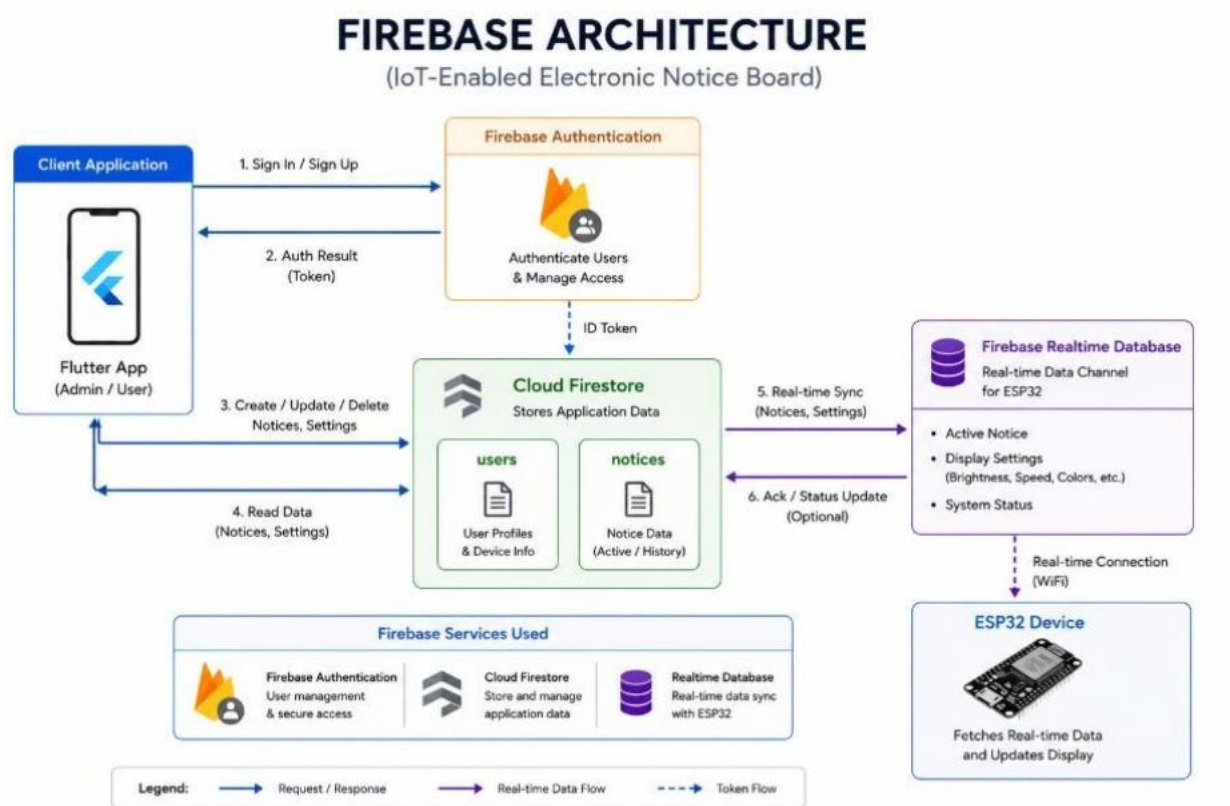 FIREBASE ARCHITECTURE
(IoT-Enabled Electronic Notice Board)
Client Application
Flutter App
(Admin / User)
1. Sign In / Sign Up
2. Auth Result
(Token)
Firebase Authentication
Authenticate Users
& Manage Access
ID Token
3. Create / Update / Delete
Notices, Settings
4. Read Data
(Notices, Settings)
Cloud Firestore
Stores Application Data
users
User Profiles
& Device Info
notices
Notice Data
(Active / History)
5. Real-time Sync
(Notices, Settings)
6. Ack / Status Update
(Optional)
Firebase Realtime Database
Real-time Data Channel
for ESP32
• Active Notice
• Display Settings
(Brightness, Speed, Colors, etc.)
• System Status
Real-time Connection
(WiFi)
ESP32 Device
Fetches Real-time Data
and Updates Display
Firebase Services Used
Firebase Authentication
User management
& secure access
Cloud Firestore
Store and manage
application data
Realtime Database
Real-time data sync
with ESP32
Legend:
Request / Response
Real-time Data Flow
Token Flow